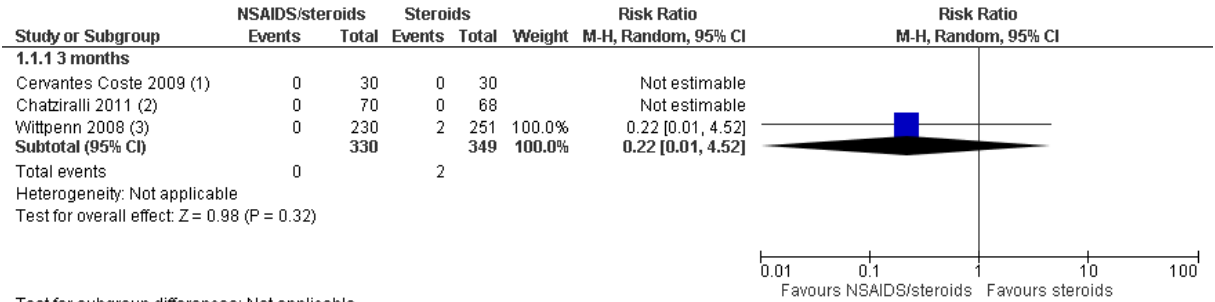 NSAIDS/steroids Steroids Risk Ratio Risk Ratio
Study or Subgroup Events Total Events Total Weight M-H, Random, 95% CI M-H, Random, 95% CI
1.1.1 3 months
Cervantes Coste 2009 (1) 0 30 0 30 Not estimable
Chatziralli 2011 (2) 0 70 0 68 Not estimable
Wittpenn 2008 (3) 0 230 2 251 100.0% 0.22 [0.01, 4.52]
Subtotal (95% CI) 330 349 100.0% 0.22 [0.01, 4.52]
Total events 0 2
Heterogeneity: Not applicable
Test for overall effect: Z = 0.98 (P = 0.32)
0.01 0.1 1 10 100
Favours NSAIDS/steroids Favours steroids
Test for subgroup differences: Not applicable